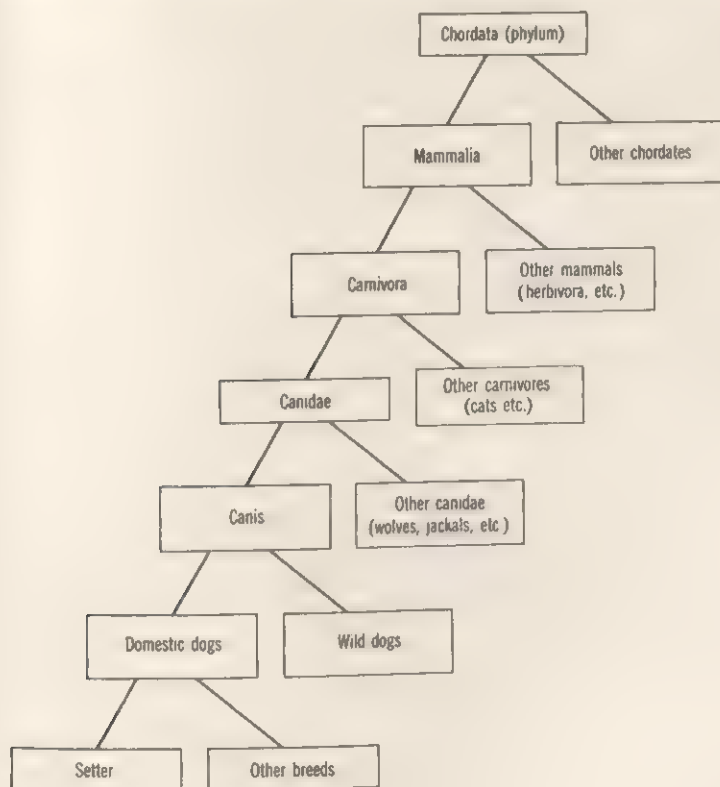 Chordata (phylum)
Mammalia
Other chordates
Carnivora
Other mammals
(herbivora, etc.)
Canidae
Other carnivores
(cats etc.)
Canis
Other canidae
(wolves, jackals, etc )
Domestic dogs
Wild dogs
Setter
Other breeds